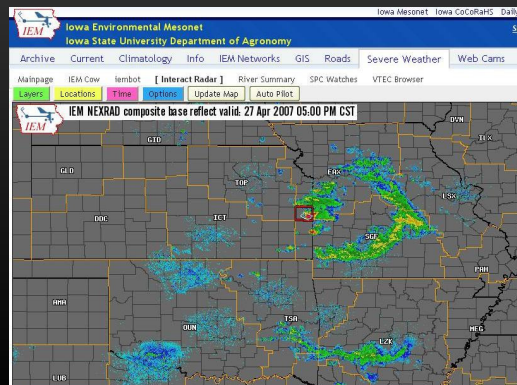 Iowa Mesonet Iowa CoCoRaHS Daily
IEM
Iowa Environmental Mesonet
Iowa State University Department of Agronomy
Archive Current Climatology Info IEM Networks GIS Roads Severe Weather Web Cams
Mainpage IEM Cow iembot [ Interact Radar ] River Summary SPC Watches VTEC Browser
Layers Locations Time Options Update Map Auto Pilot
IEM
IEM NEXRAD composite base reflect valid: 27 Apr 2007 05:00 PM CST
DVN
GID
ILX
GLD
TOP
EAX
LSX
DDC
ICT
SGF
PAH
AMA
OUN
TSA
LZK
MEG
LUB